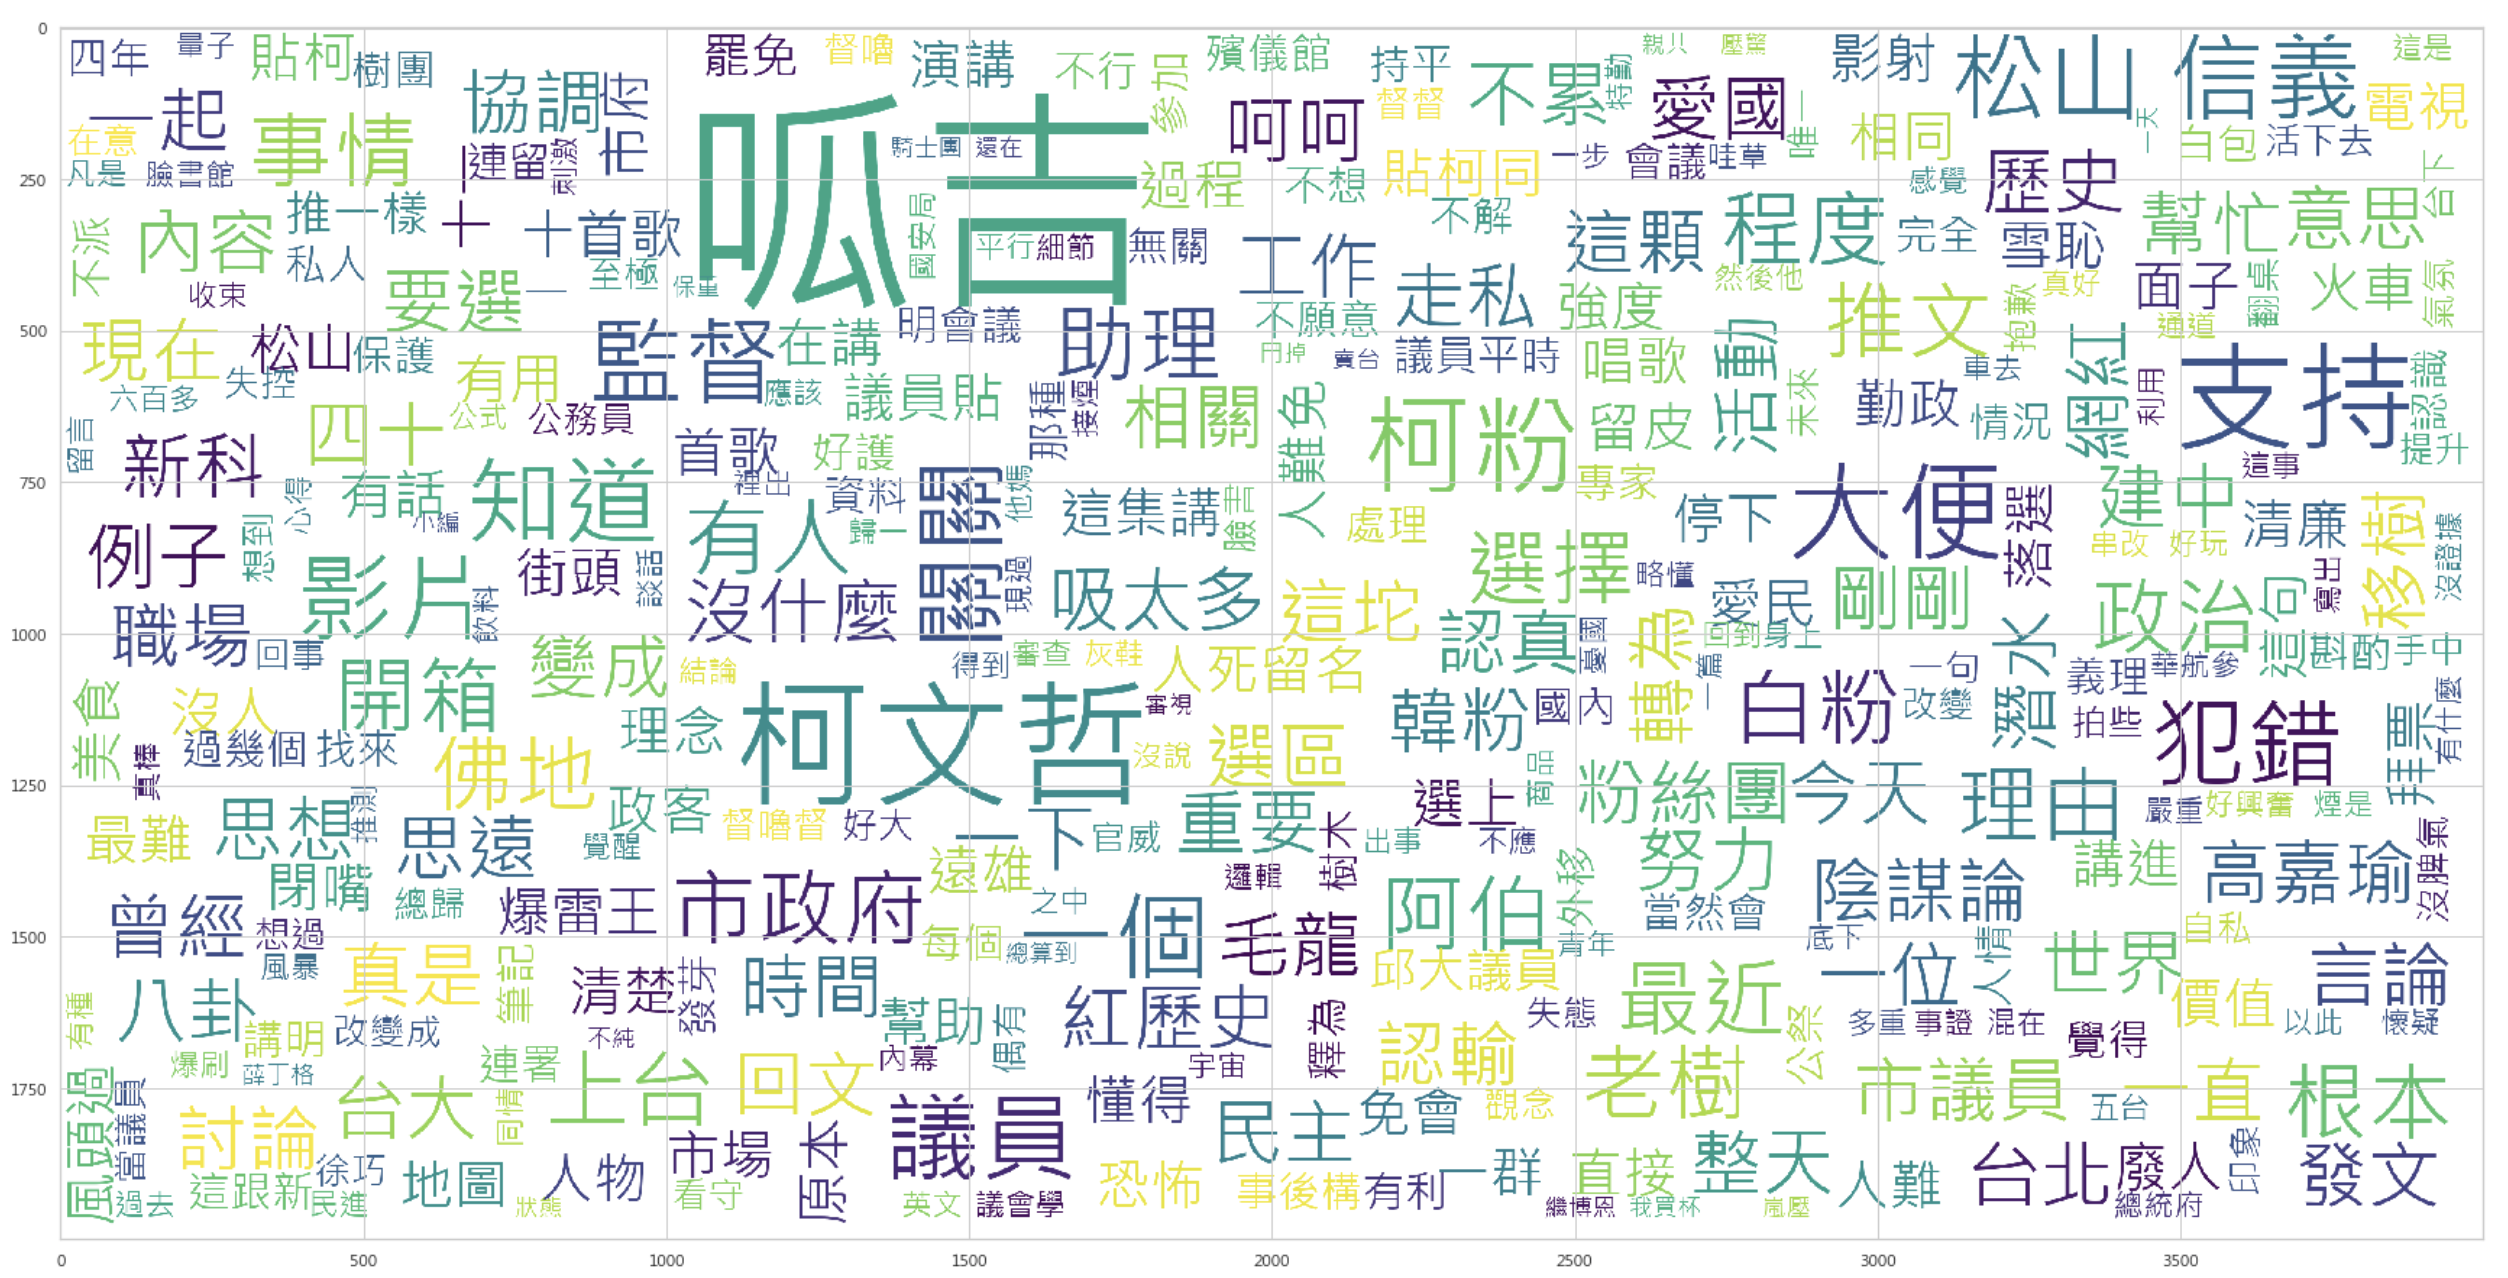 0
四年
量子
貼柯
樹團
罷免
督嚕
演講
不行
參加
殯儀館
持平
不累
特勤
親共
壓驚
影射
松山信義
這是
一起
協調
市府
呱吉
呵呵
督督
愛國
唯一
相同
一天
白包
活下去
電視
在意
事情
十連留
刺激
騎士團
還在
過程
不想
貼柯同
一步
會議
哇草
歷史
台下
凡是
臉書館
250
不派
內容
推一樣
私人
十一
十首歌
國安局
平行
細節
無關
工作
不解
這顆
程度
感覺
完全
雪恥
幫忙
意思
收束
要選
至極
保重
走私
強度
然後他
推文
抱歉
真好
面子
翻桌
火車
氣氛
500
現在
松山
保護
有用
監督
在講
明會議
助理
不願意
議員平時
唱歌
活動
通道
網紅
支持
認識
六百多
失控
應該
議員貼
那種
相關
人難免
柯粉
留皮
未來
勤政
車去
情況
利用
提升
留言
新科
四十
公式
公務員
首歌
好護
這事
750
有話
心得
小編
知道
有人
資料
歸一
關關
他媽
這集講
臉書
處理
專家
停下
大便
落選
建中
串改
好玩
清廉
移樹
沒證據
例子
想到
影片
飲料
街頭
談話
沒什麼
現過
吸太多
這坨
選擇
略懂
愛民
剛剛
政治
這句
寫出
1000
職場
回事
開箱
變成
結論
得到
審查
灰鞋
人死留名
認真
憂國
轉為
回到
身上
一篇
潛水
義理
華航參
斟酌
手中
美食
沒人
過幾個
找來
真棒
理念
柯文哲
審視
沒說
選區
韓粉
國內
白粉
一句
改變
拍些
犯錯
拜票
有什麼
1250
佛地
政客
最難
思想
推測
思遠
覺醒
督嚕督
好大
一下
官威
重要
樹木
選上
商品
出事
不應
粉絲團
今天
理由
嚴重
好興奮
煙是
沒脾氣
閉嘴
總歸
爆雷王
市政府
遠雄
之中
邏輯
阿伯
外移
努力
當然會
陰謀論
講進
高嘉瑜
1500
曾經
想過
風暴
真是
筆記
清楚
發芽
時間
每個
總算到
一個
毛龍
邱大議員
青年
底下
人情
世界
自私
有種
八卦
講明
改變成
不純
幫助
偶有
紅歷史
釋為
失態
最近
公祭
一位
多重
事證
混在
覺得
價值
以此
言論
懷疑
爆刷
薛丁格
連署
內幕
宇宙
認輸
1750
風頭過
當議員
討論
台大
同情
上台
回文
議員
懂得
民主
免會
觀念
老樹
市議員
五台
一直
根本
過去
這跟新
徐巧
民進
地圖
狀態
人物
市場
看守
原本
英文
議會學
恐怖
事後構
有利
一群
繼博恩
直接
我買杯
整天
嵐壓
人難
台北
廢人
總統府
印象
發文
0 500 1000 1500 2000 2500 3000 3500